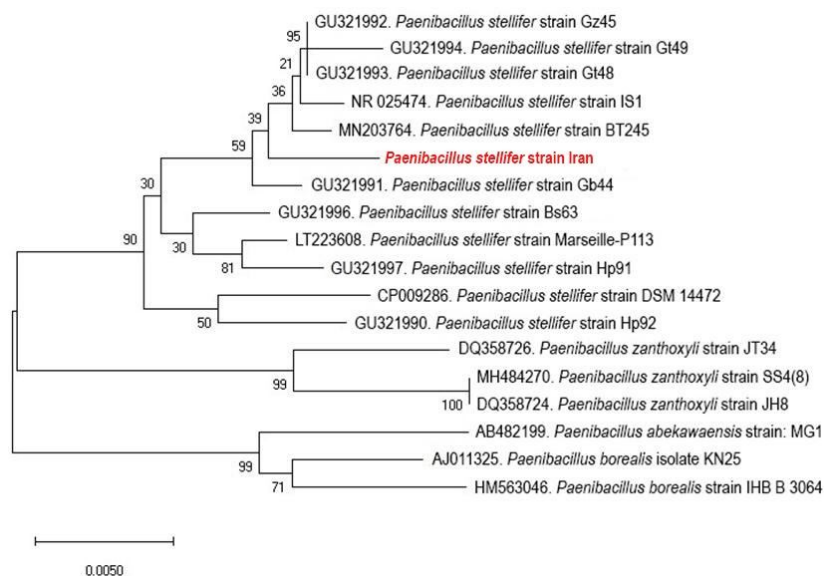 GU321992. Paenibacillus stellifer strain Gz45
95
GU321994. Paenibacillus stellifer strain Gt49
21
GU321993. Paenibacillus stellifer strain Gt48
36
NR 025474. Paenibacillus stellifer strain IS1
39
MN203764. Paenibacillus stellifer strain BT245
59
Paenibacillus stellifer strain Iran
30
GU321991. Paenibacillus stellifer strain Gb44
GU321996. Paenibacillus stellifer strain Bs63
90
30
LT223608. Paenibacillus stellifer strain Marseille-P113
81
GU321997. Paenibacillus stellifer strain Hp91
CP009286. Paenibacillus stellifer strain DSM 14472
50
GU321990. Paenibacillus stellifer strain Hp92
DQ358726. Paenibacillus zanthoxyli strain JT34
99
MH484270. Paenibacillus zanthoxyli strain SS4(8)
100
DQ358724. Paenibacillus zanthoxyli strain JH8
AB482199. Paenibacillus abekawaensis strain: MG1
99
AJ011325. Paenibacillus borealis isolate KN25
71
HM563046. Paenibacillus borealis strain IHB B 3064
0.0050